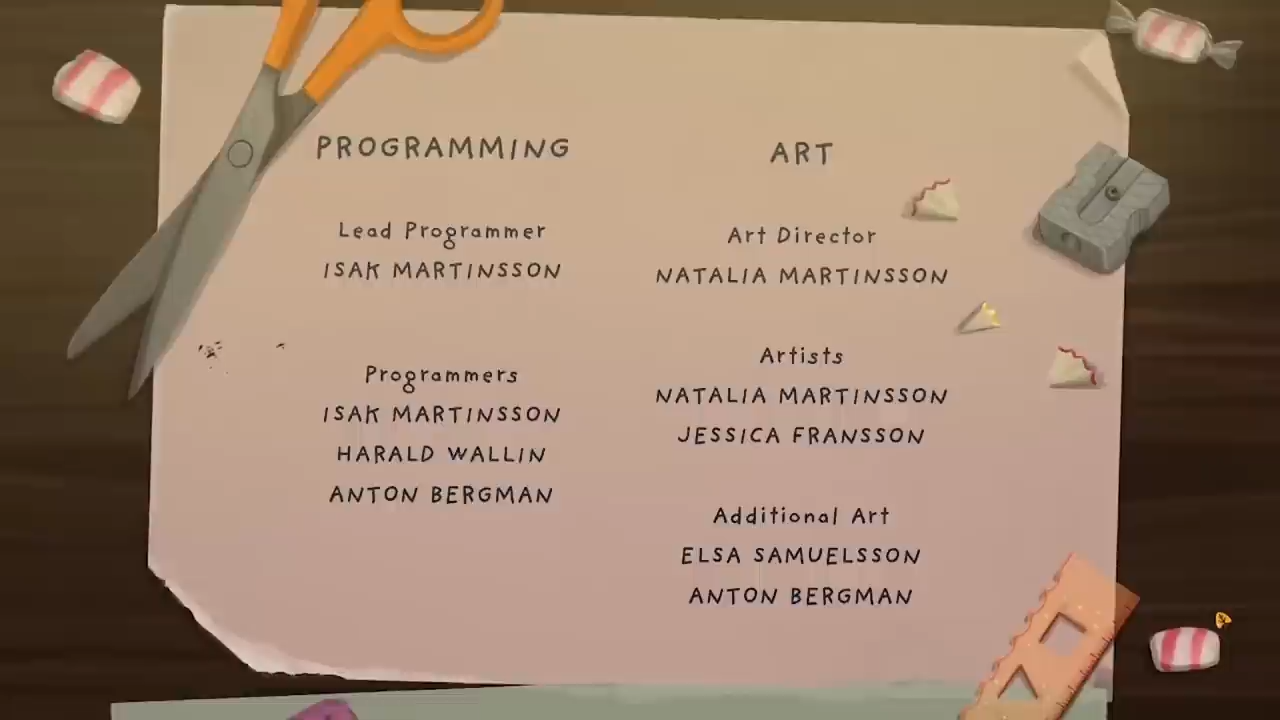 PROGRAMMING
Lead Programmer
ISAK MARTINSSON
Programmers
ISAK MARTINSSON
HARALD WALLIN
ANTON BERGMAN
ART
Art Director
NATALIA MARTINSSON
Artists
NATALIA MARTINSSON
JESSICA FRANSSON
Additional Art
ELSA SAMUELSSON
ANTON BERGMAN